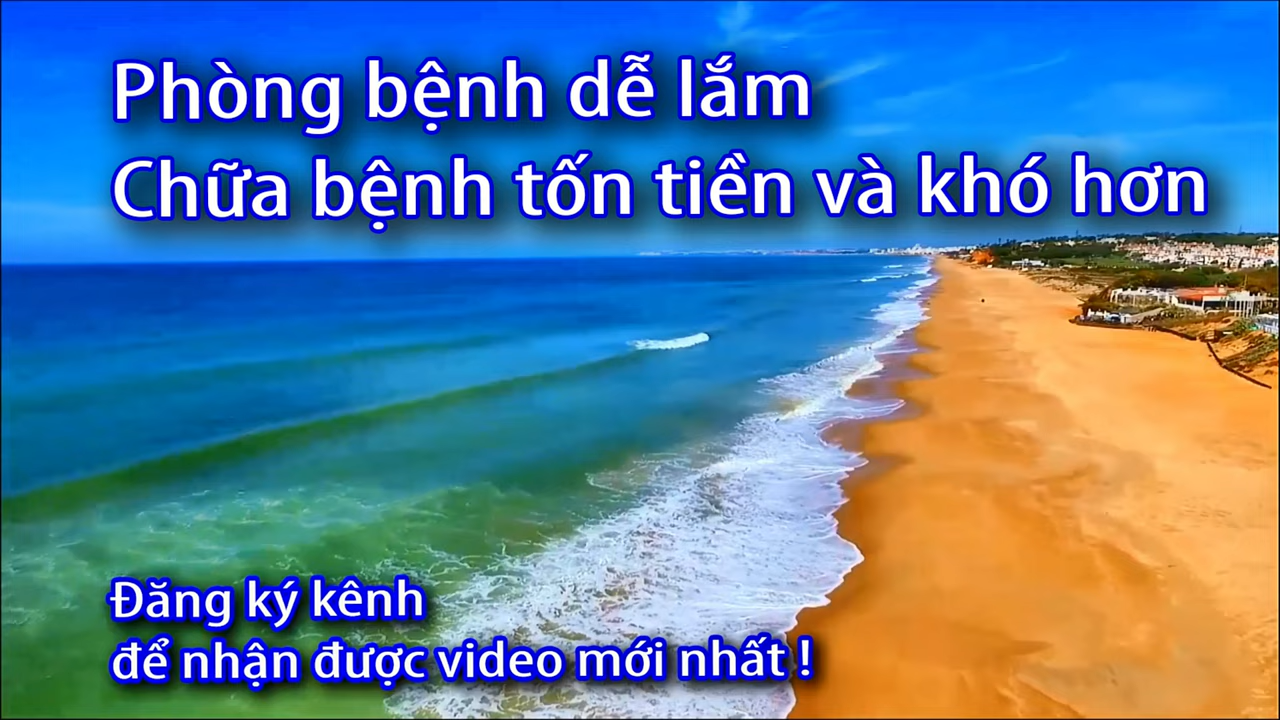 Phòng bệnh dễ lắm
Chữa bệnh tốn tiền và khó hơn
Đăng ký kênh
để nhận được video mới nhất !